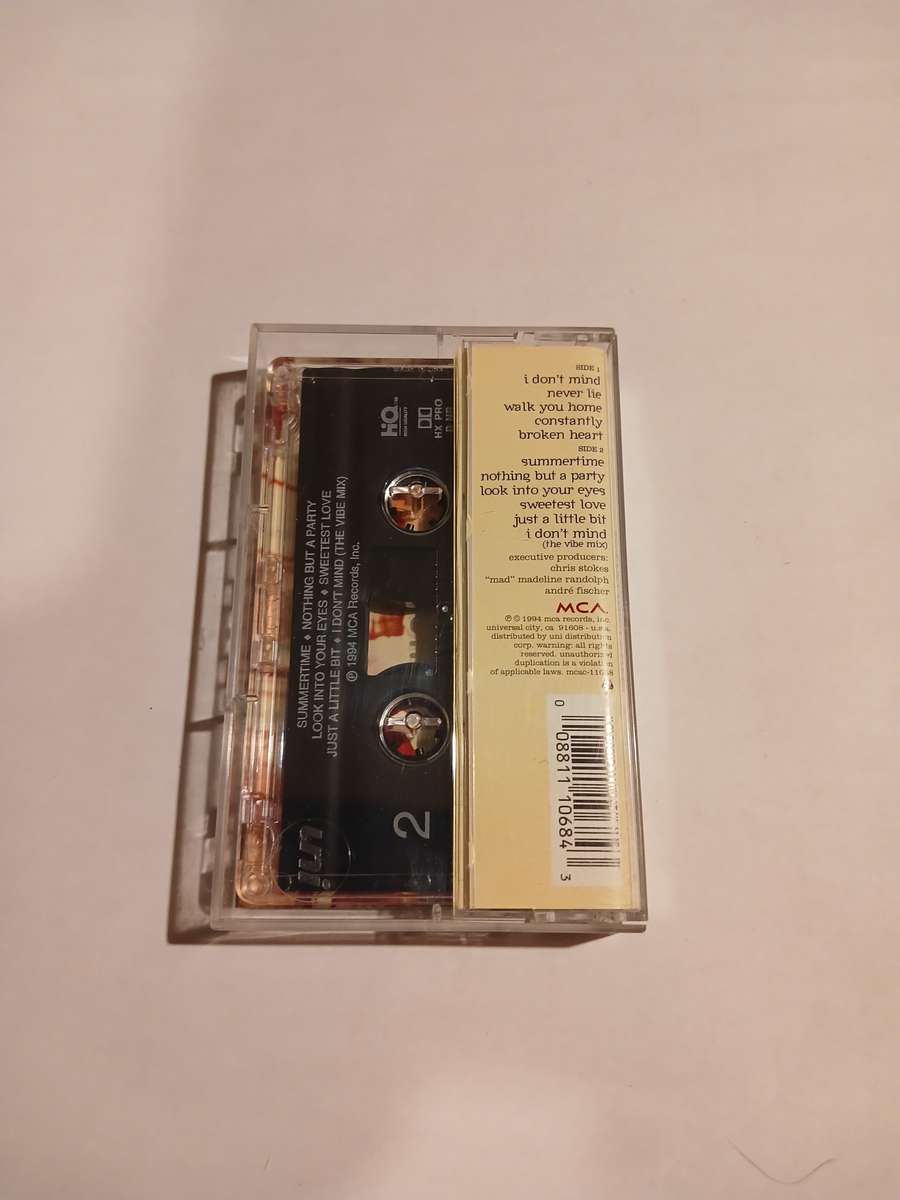 SIDE 1
i don't mind
never lie
walk you home
constantly
broken heart
SIDE 2
summertime
nothing but a party
look into your eyes
sweetest love
just a little bit
i don't mind
(the vibe mix)
executive producers:
chris stokes
"mad" madeline randolph
andré fischer
MCA.
℗ © 1994 mca records, inc.
universal city, ca 91608 - u.s.a.
distributed by uni distribution
corp. warning: all rights
reserved. unauthorized
duplication is a violation
of applicable laws.
0 08811 10684 3
HQ TM
HIGH QUALITY
HX PRO
SUMMERTIME ♦ NOTHING BUT A PARTY
LOOK INTO YOUR EYES ♦ SWEETEST LOVE
JUST A LITTLE BIT ♦ I DON'T MIND (THE VIBE MIX)
℗ 1994 MCA Records, Inc.
2
uni